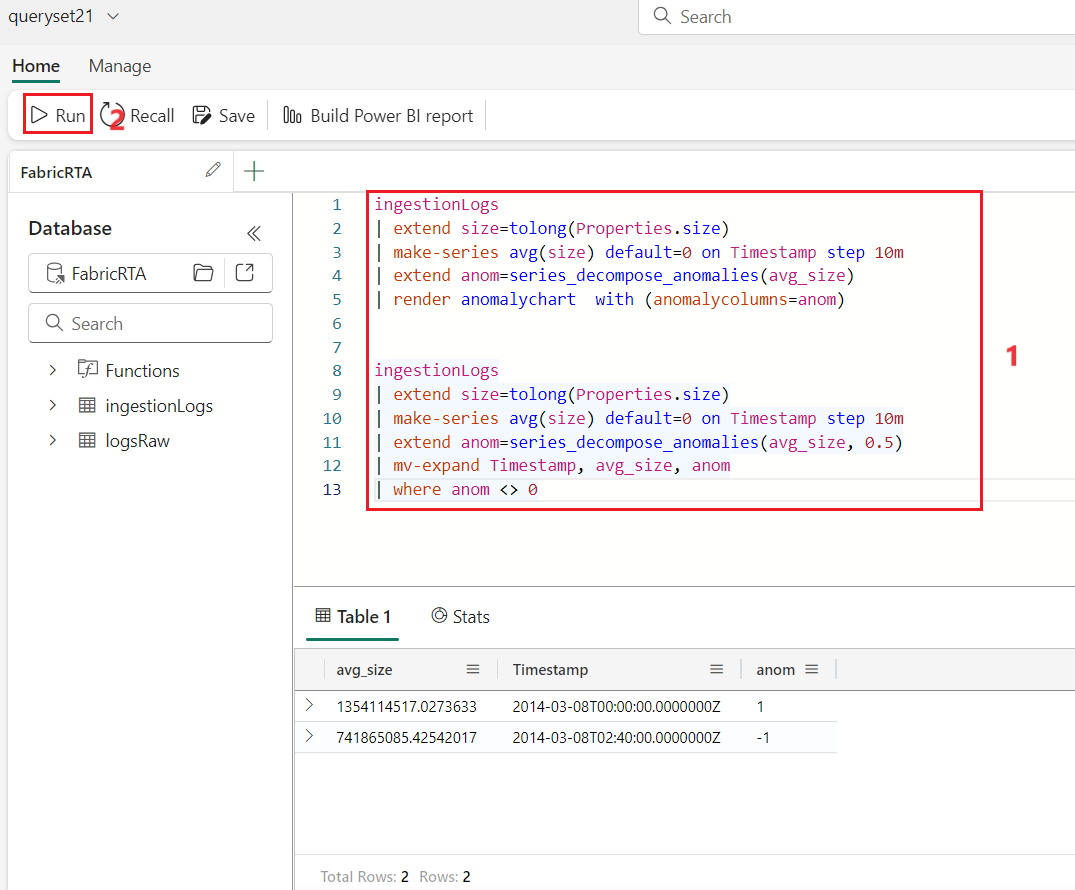 queryset21
Search
Home Manage
Run 2 Recall Save Build Power BI report
FabricRTA
Database
FabricRTA
Search
Functions
ingestionLogs
logsRaw
1 ingestionLogs
2 | extend size=tolong(Properties.size)
3 | make-series avg(size) default=0 on Timestamp step 10m
4 | extend anom=series_decompose_anomalies(avg_size)
5 | render anomalychart  with (anomalycolumns=anom)
6
7
8 ingestionLogs
9 | extend size=tolong(Properties.size)
10 | make-series avg(size) default=0 on Timestamp step 10m
11 | extend anom=series_decompose_anomalies(avg_size, 0.5)
12 | mv-expand Timestamp, avg_size, anom
13 | where anom <> 0
1
Table 1 Stats
avg_size Timestamp anom
1354114517.0273633 2014-03-08T00:00:00.0000000Z 1
741865085.42542017 2014-03-08T02:40:00.0000000Z -1
Total Rows: 2 Rows: 2